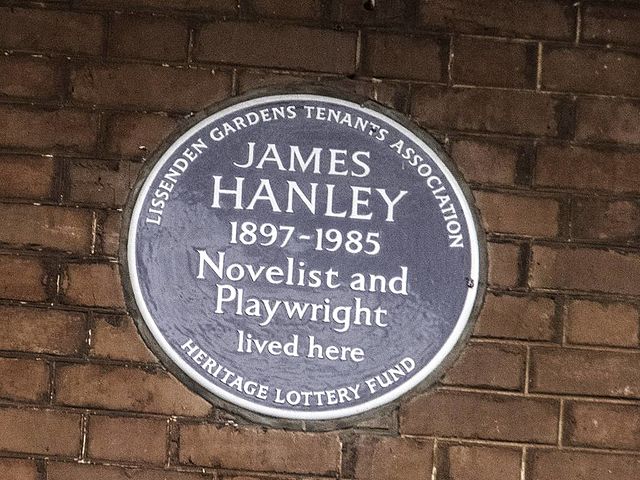 LISSENDEN GARDENS TENANTS ASSOCIATION
JAMES
HANLEY
1897-1985
Novelist and
Playwright
lived here
HERITAGE LOTTERY FUND